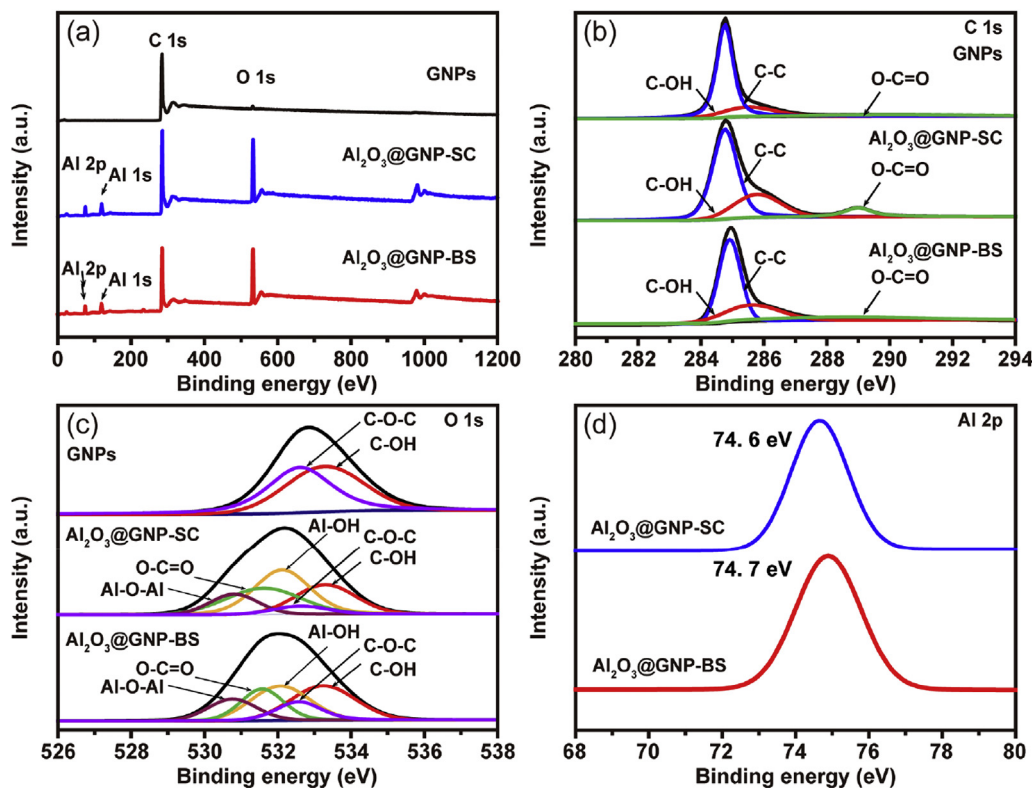 (a)
C 1s
O 1s
GNPs
Al₂O₃@GNP-SC
Al 2p
Al 1s
Al₂O₃@GNP-BS
Al 2p
Al 1s
Intensity (a.u.)
0 200 400 600 800 1000 1200
Binding energy (eV)
(b)
C 1s
GNPs
C-OH
C-C
O-C=O
Al₂O₃@GNP-SC
C-OH
C-C
O-C=O
Al₂O₃@GNP-BS
C-OH
C-C
O-C=O
Intensity (a.u.)
280 282 284 286 288 290 292 294
Binding energy (eV)
(c)
O 1s
GNPs
C-O-C
C-OH
Al₂O₃@GNP-SC
Al-OH
C-O-C
O-C=O
C-OH
Al-O-Al
Al₂O₃@GNP-BS
Al-OH
C-O-C
O-C=O
C-OH
Al-O-Al
Intensity (a.u.)
526 528 530 532 534 536 538
Binding energy (eV)
(d)
Al 2p
74. 6 eV
Al₂O₃@GNP-SC
74. 7 eV
Al₂O₃@GNP-BS
Intensity (a.u.)
68 70 72 74 76 78 80
Binding energy (eV)